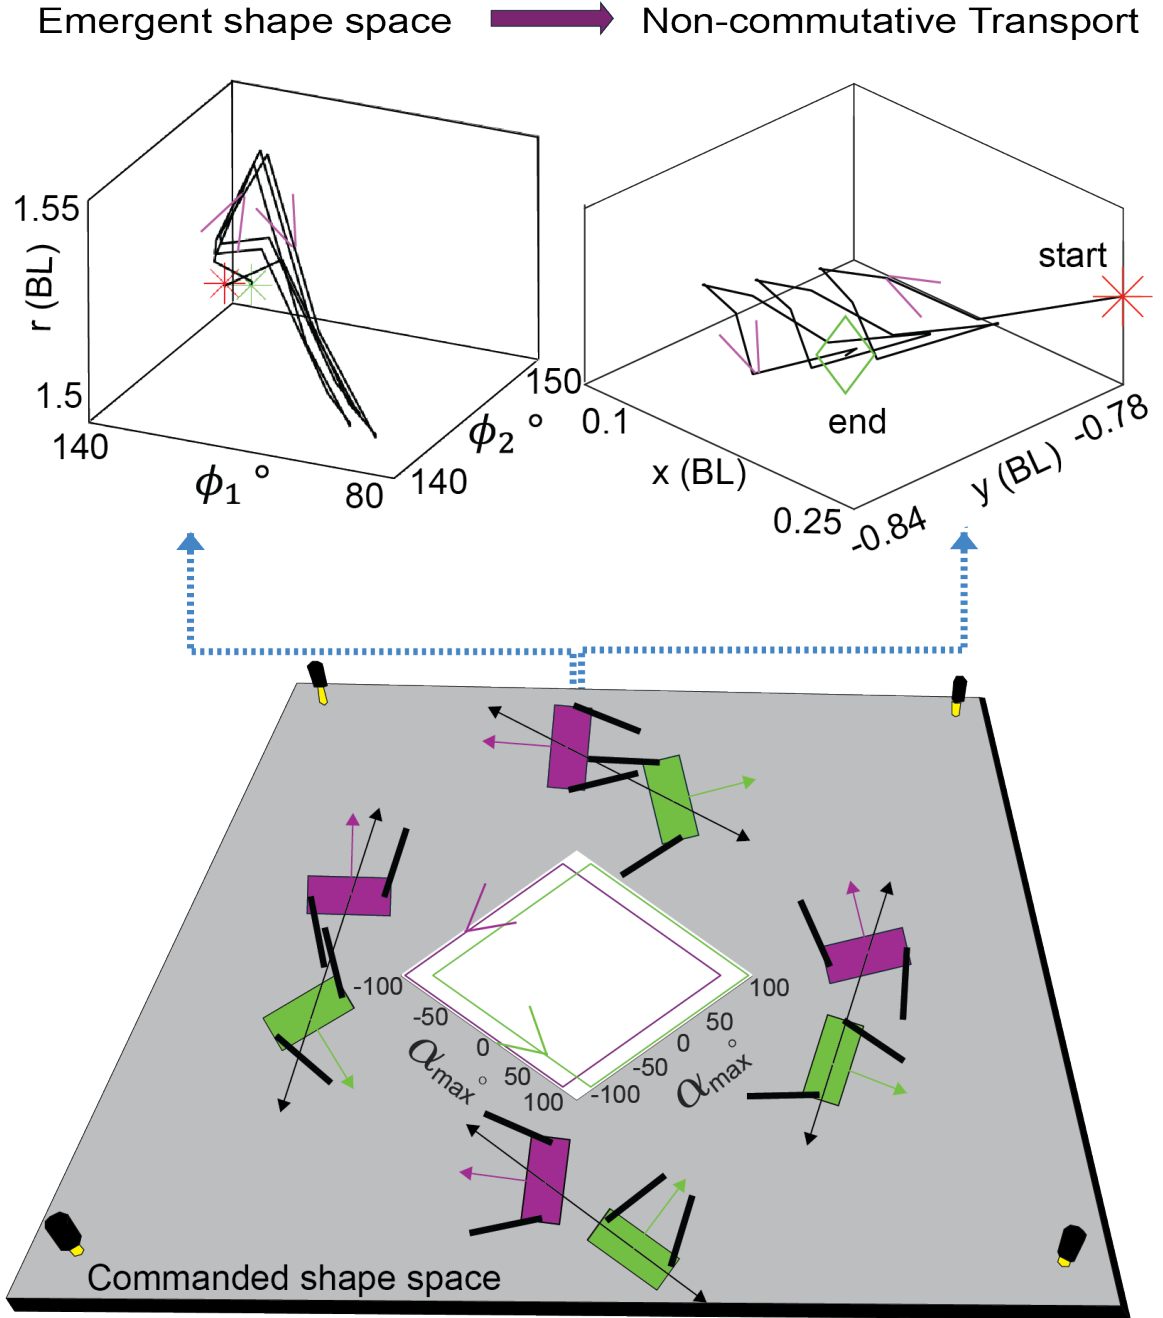 Emergent shape space
Non-commutative Transport
1.55
r (BL)
1.5
140
ϕ₁ °
80
140
ϕ₂ °
150
start
end
0.1
x (BL)
0.25
-0.84
y (BL)
-0.78
-100
-50
0
50
100
αmax °
-100
-50
0
50
100
αmax °
Commanded shape space